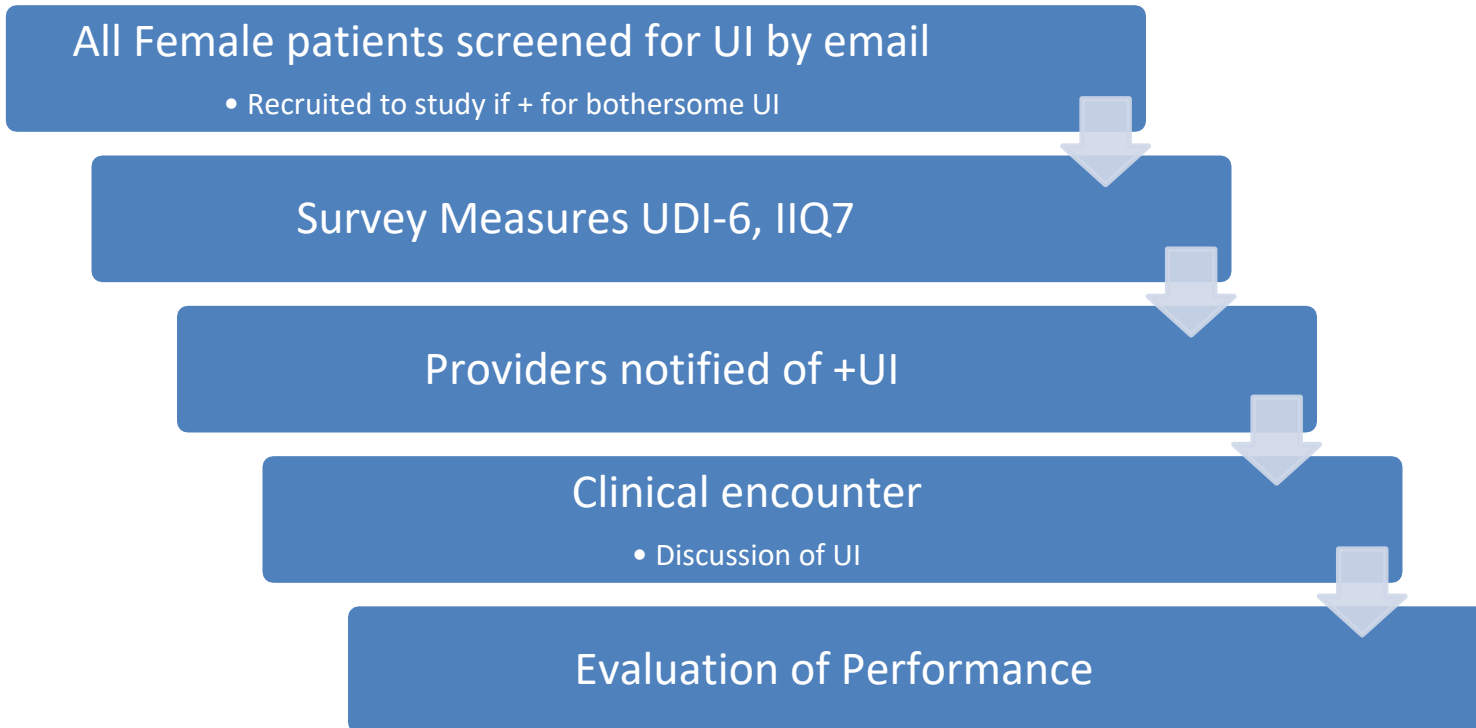 All Female patients screened for UI by email
• Recruited to study if + for bothersome UI
Survey Measures UDI-6, IIQ7
Providers notified of +UI
Clinical encounter
• Discussion of UI
Evaluation of Performance